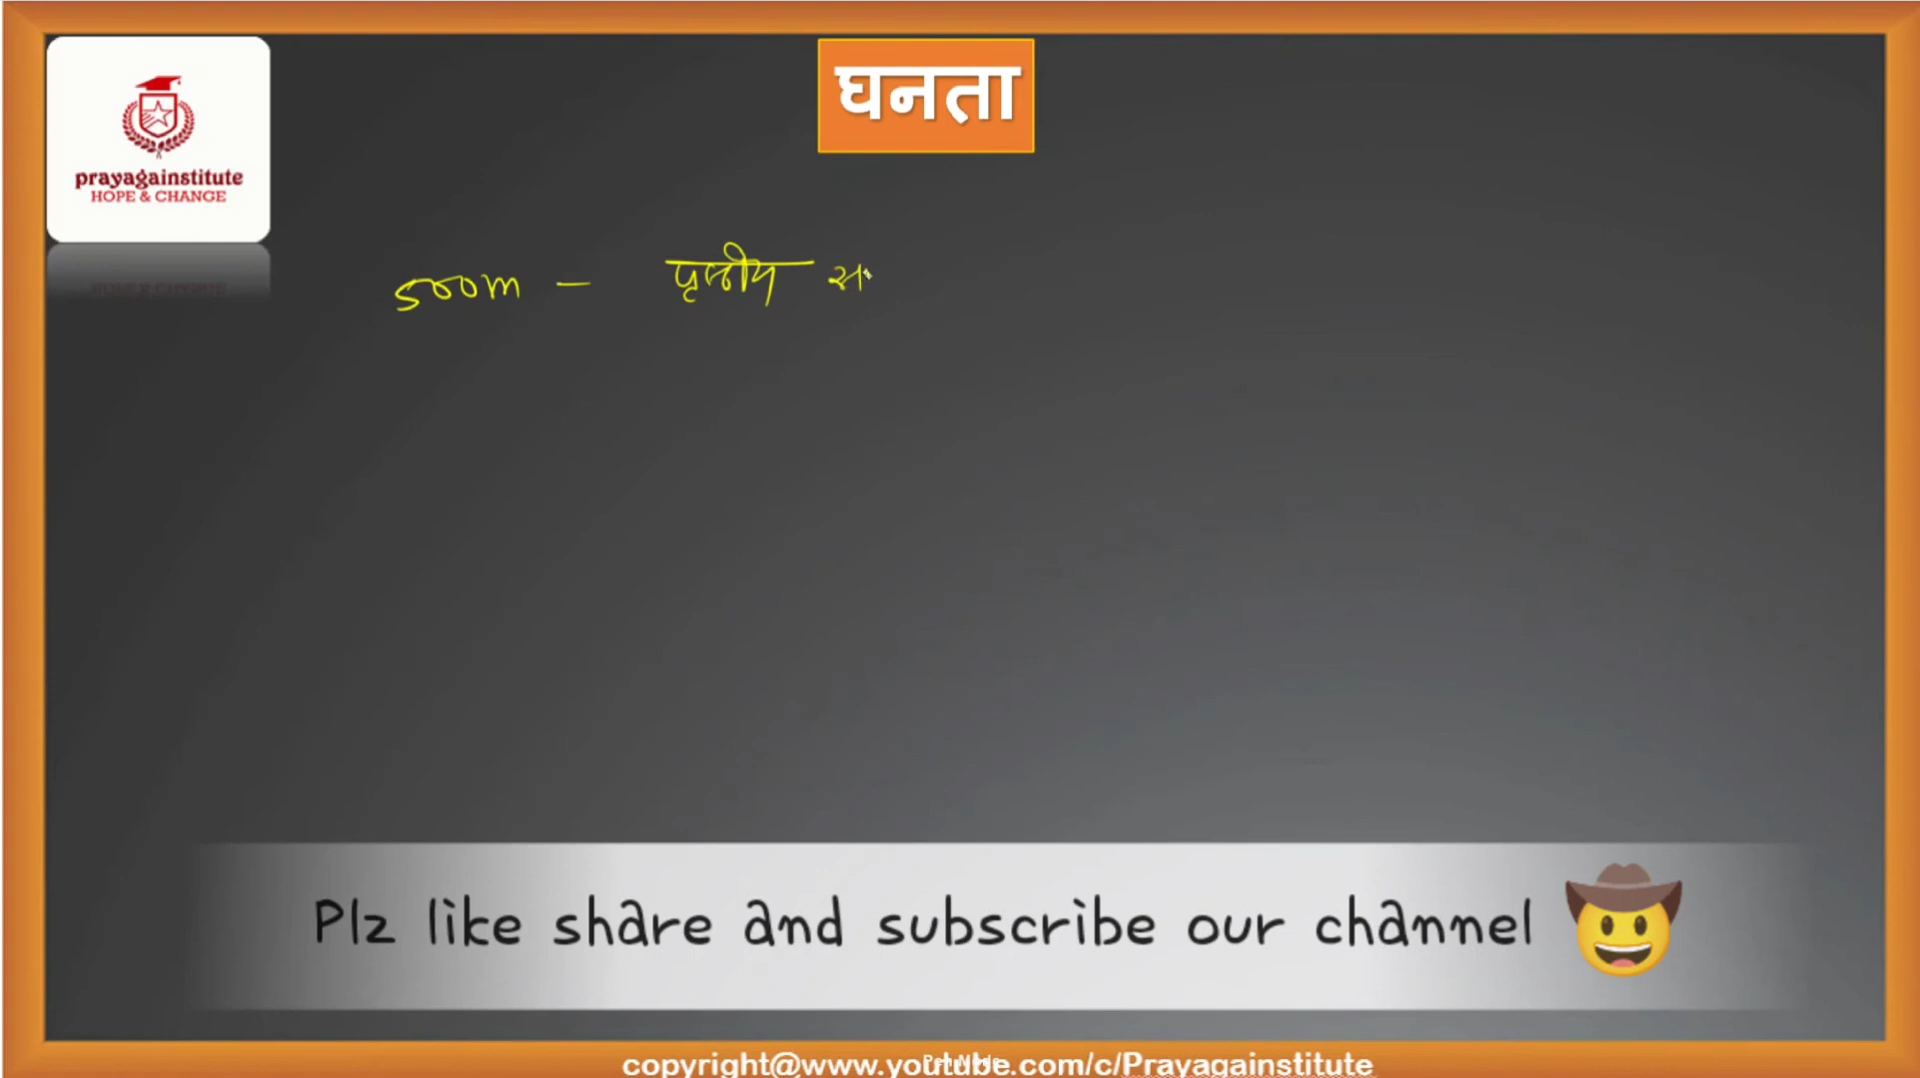 घनता
prayagainstitute
HOPE & CHANGE
500m -
Plz like share and subscribe our channel
copyright@www.youtube.com/c/Prayagainstitute